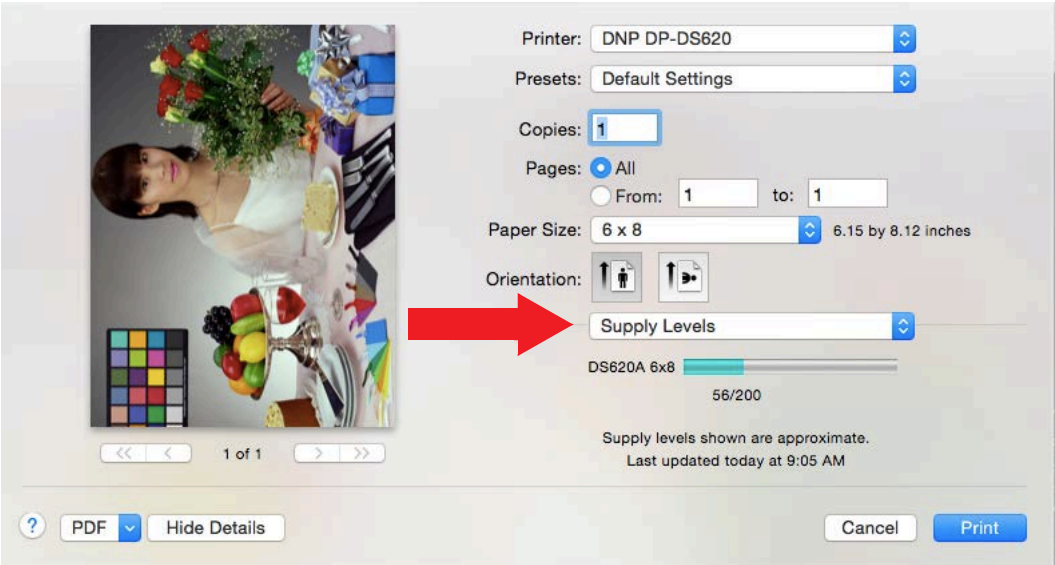 Printer: DNP DP-DS620
Presets: Default Settings
Copies: 1
Pages: All
From: 1 to: 1
Paper Size: 6 x 8 6.15 by 8.12 inches
Orientation:
Supply Levels
DS620A 6x8
56/200
Supply levels shown are approximate.
Last updated today at 9:05 AM
<< < 1 of 1 > >>
? PDF Hide Details Cancel Print